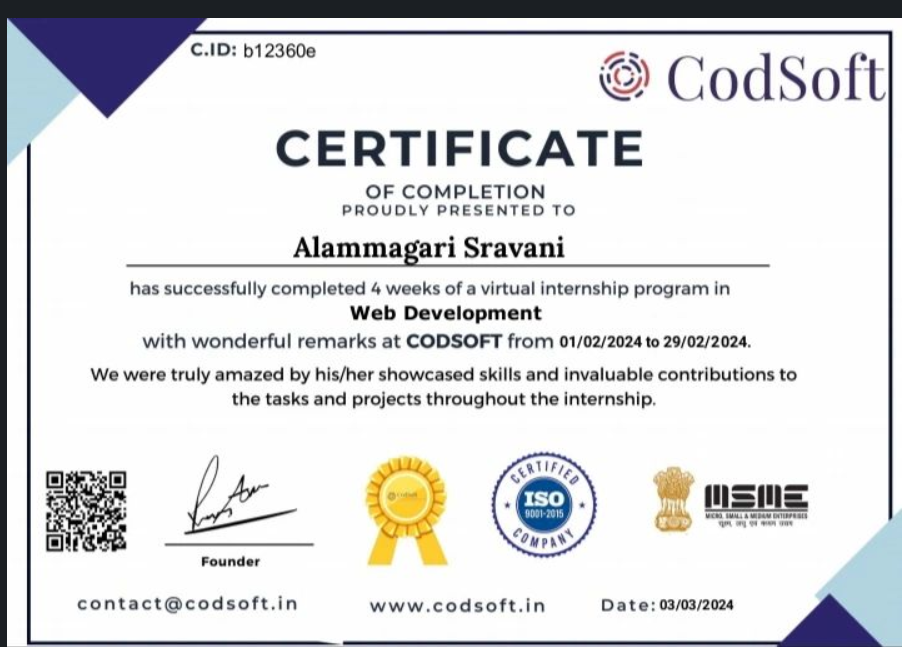 C.ID: b12360e
CodSoft
CERTIFICATE
OF COMPLETION
PROUDLY PRESENTED TO
Alammagari Sravani
has successfully completed 4 weeks of a virtual internship program in
Web Development
with wonderful remarks at CODSOFT from 01/02/2024 to 29/02/2024.
We were truly amazed by his/her showcased skills and invaluable contributions to
the tasks and projects throughout the internship.
Founder
CERTIFIED
ISO
9001-2015
COMPANY
MSME
MICRO, SMALL & MEDIUM ENTERPRISES
सूक्ष्म, लघु एवं मध्यम उद्यम
contact@codsoft.in
www.codsoft.in
Date: 03/03/2024